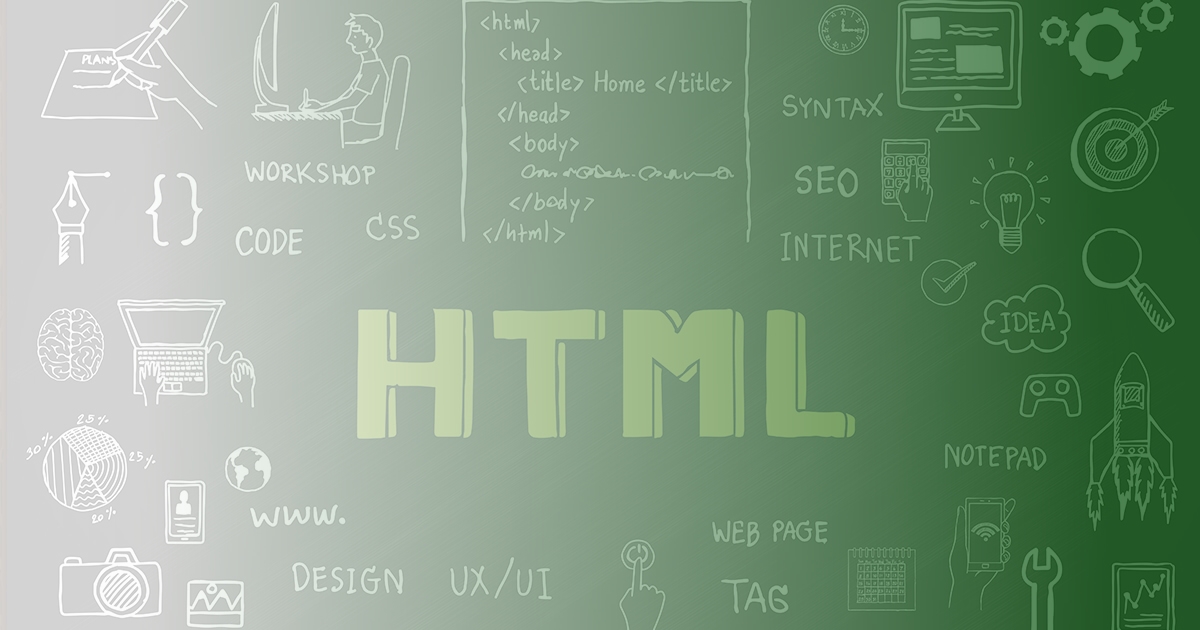 PLANS
<html>
<head>
<title> Home </title>
</head>
<body>
</body>
</html>
SYNTAX
WORKSHOP
SEO
CODE
CSS
INTERNET
IDEA
HTML
25%
30%
25%
20%
NOTEPAD
www.
WEB PAGE
DESIGN
UX/UI
TAG